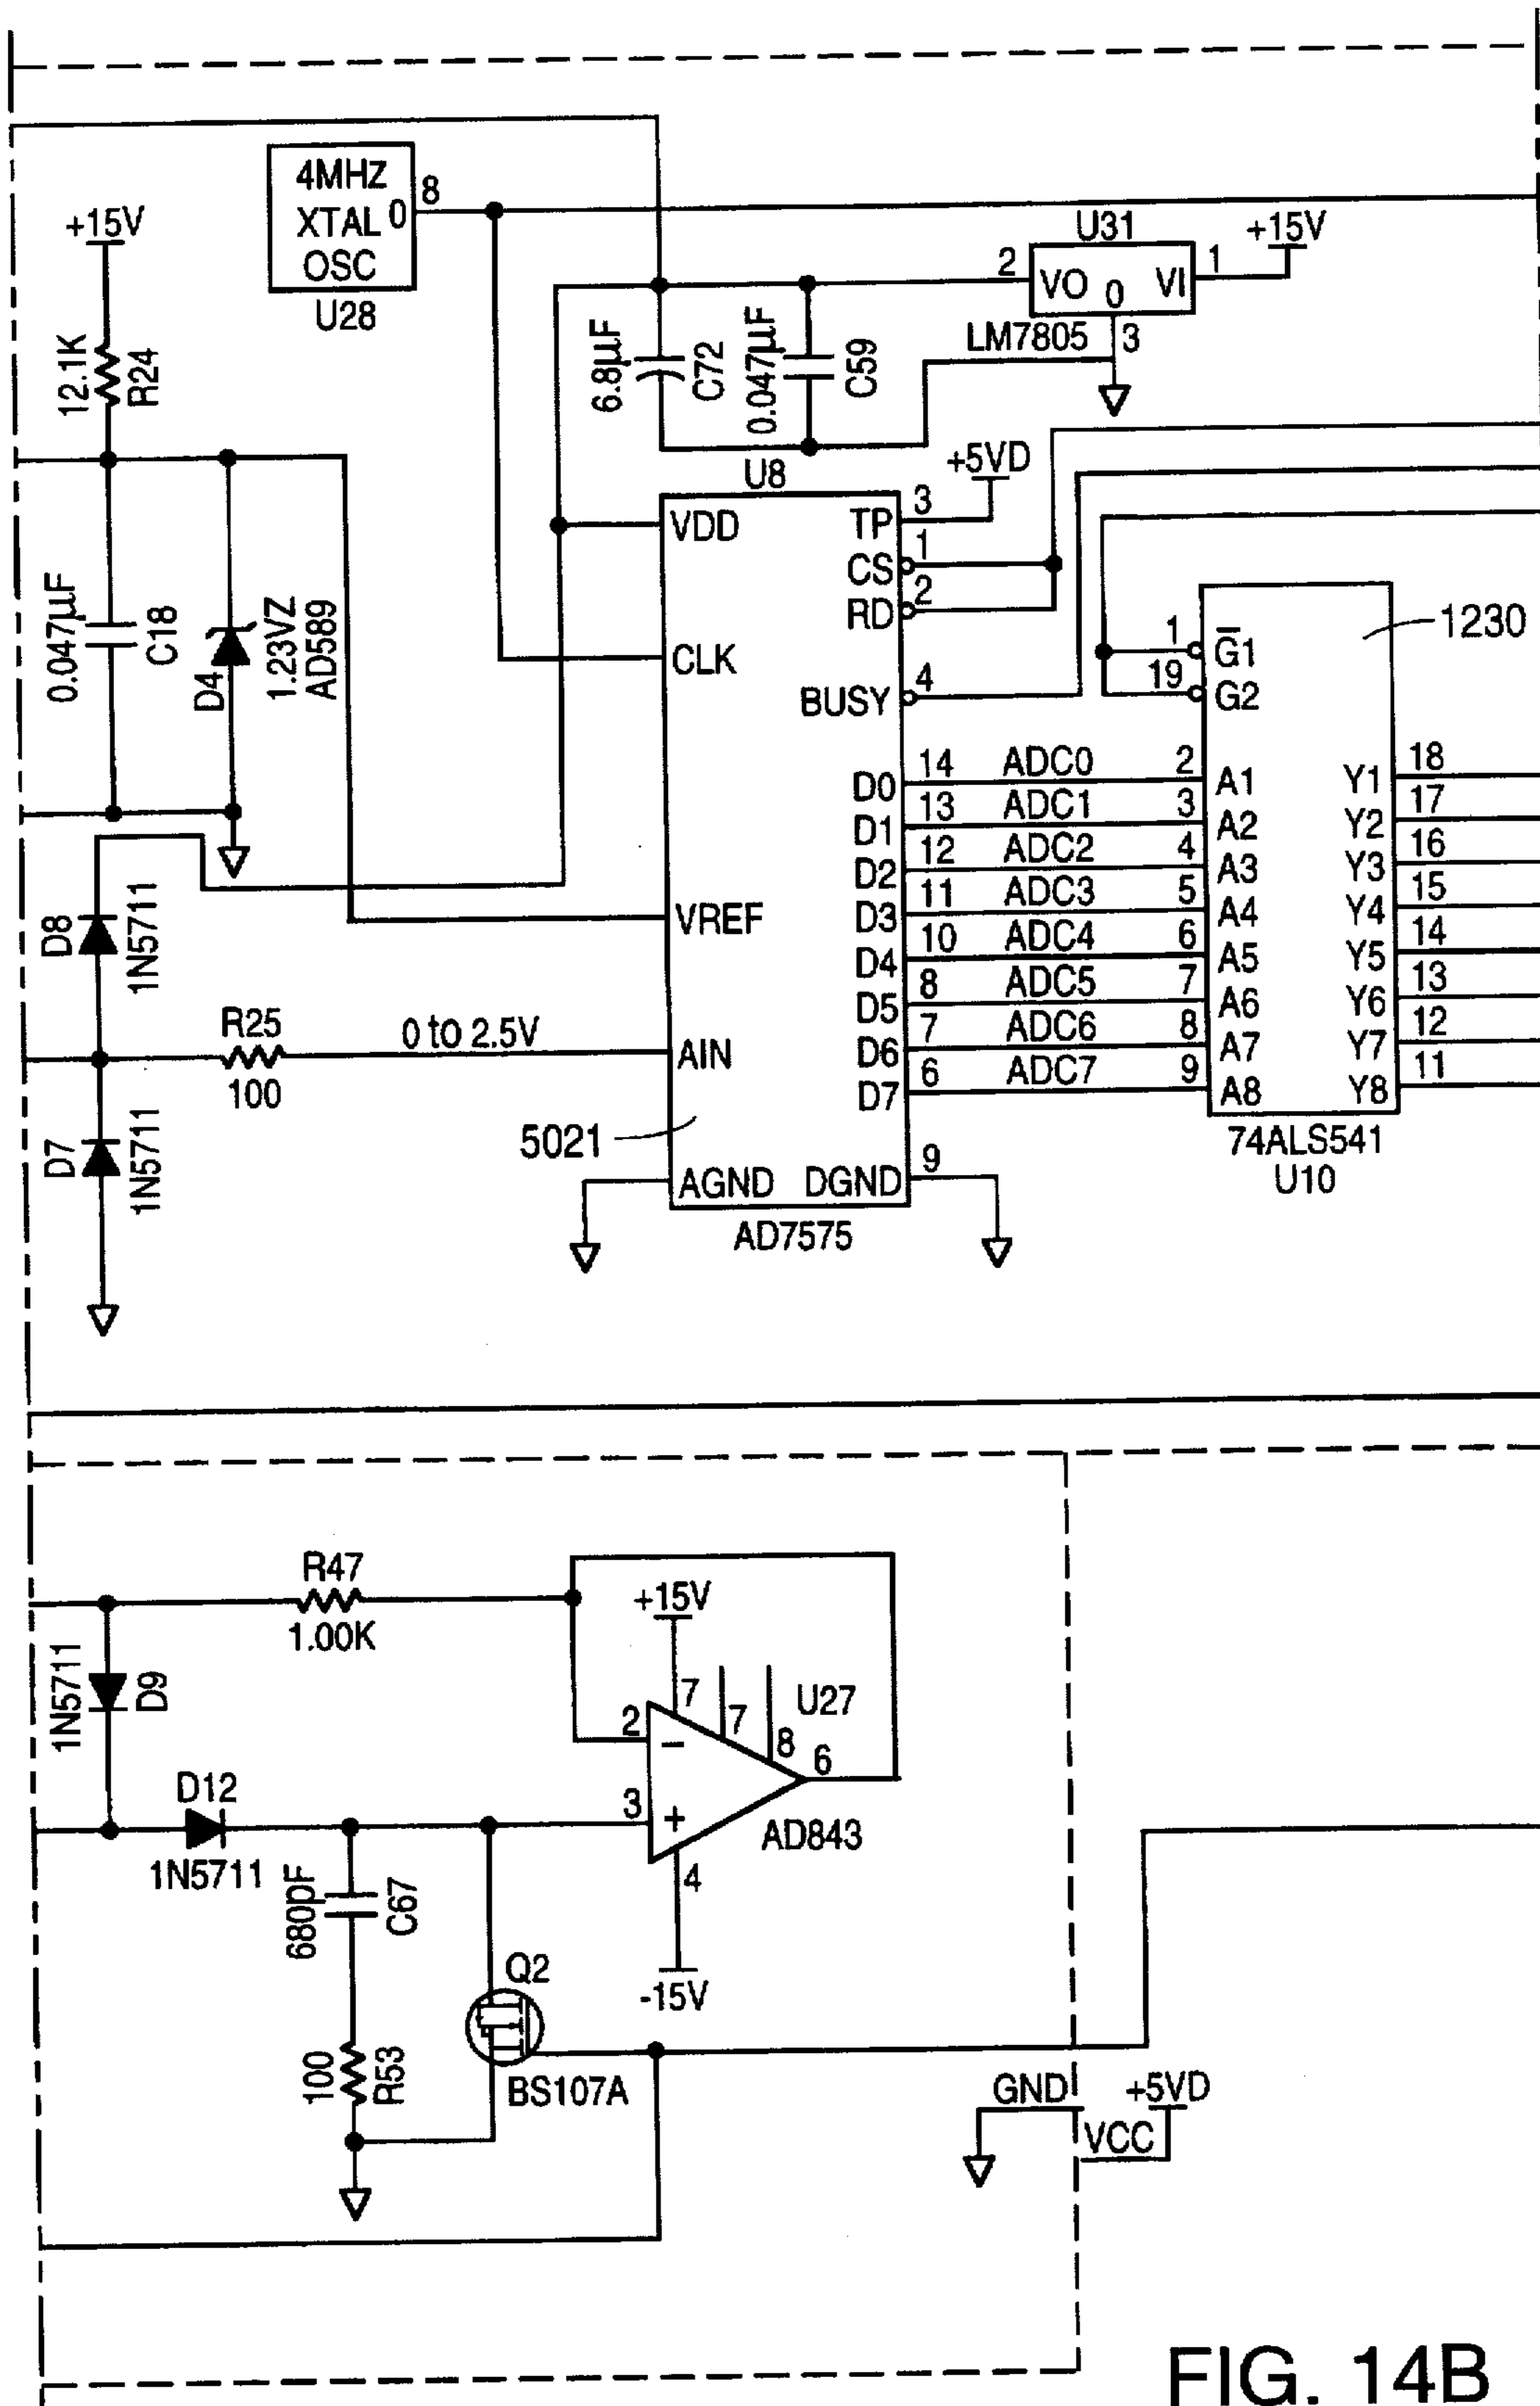 4MHz
XTAL 0
OSC
8
U28
+15V
12.1K
R24
U31
+15V
2
VO 0 VI
1
LM7805
3
6.8µF
C72
0.047µF
C59
U8
+5VD
VDD
TP
3
CS
1
RD
2
0.047µF
C18
D4
1.23VZ
AD589
CLK
BUSY
4
1
G̅1
19
G2
1230
D0 14 ADC0 2 A1 Y1 18
D1 13 ADC1 3 A2 Y2 17
D2 12 ADC2 4 A3 Y3 16
D3 11 ADC3 5 A4 Y4 15
D4 10 ADC4 6 A5 Y5 14
D5 8 ADC5 7 A6 Y6 13
D6 7 ADC6 8 A7 Y7 12
D7 6 ADC7 9 A8 Y8 11
D8
1N5711
VREF
R25
100
0 to 2.5V
AIN
D7
1N5711
5021
AGND DGND
9
AD7575
74ALS541
U10
R47
1.00K
+15V
1N5711
D9
7
7
8
U27
2
−
6
3
+
AD843
4
-15V
D12
1N5711
680pF
C67
Q2
BS107A
100
R53
GND
+5VD
VCC
FIG. 14B